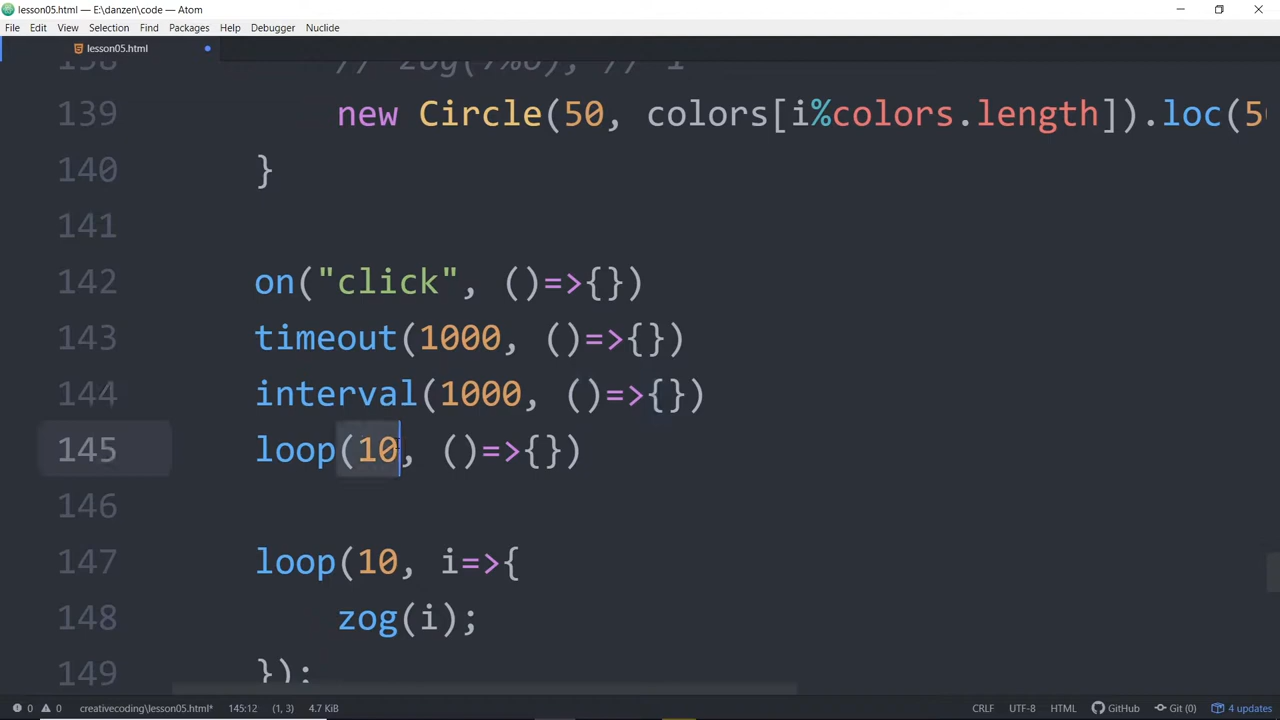 lesson05.html — E:\danzen\code — Atom
File Edit View Selection Find Packages Help Debugger Nuclide
lesson05.html
139 new Circle(50, colors[i%colors.length]).loc(50
140 }
141
142 on("click", ()=>{})
143 timeout(1000, ()=>{})
144 interval(1000, ()=>{})
145 loop(10, ()=>{})
146
147 loop(10, i=>{
148 zog(i);
149 });
0 0 creativecoding\lesson05.html* 145:12 (1, 3) 4.7 KiB CRLF UTF-8 HTML GitHub Git (0) 4 updates